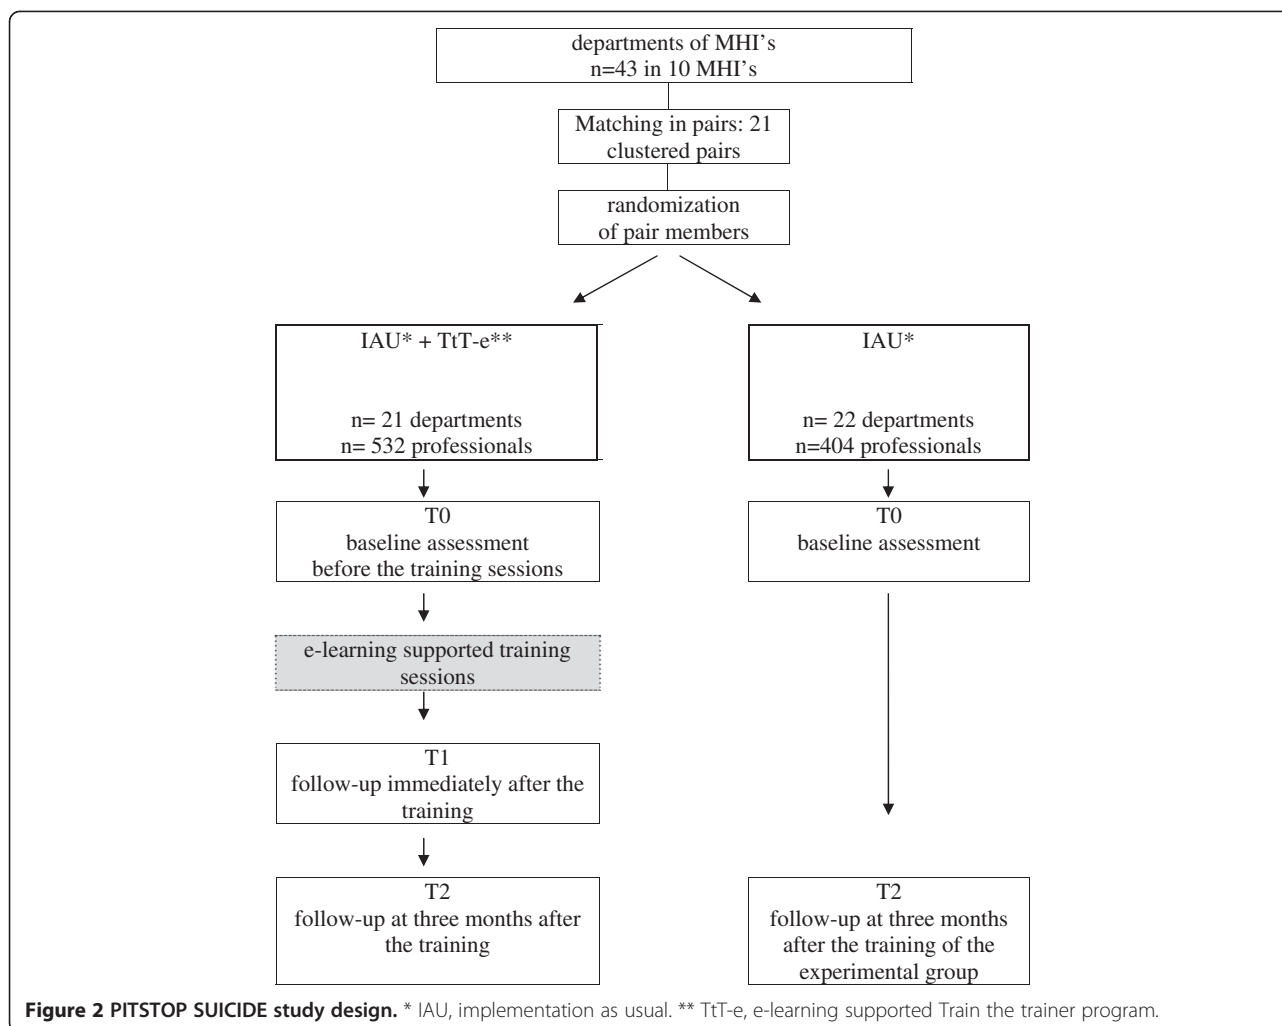 departments of MHI's
n=43 in 10 MHI's
Matching in pairs: 21
clustered pairs
randomization
of pair members
IAU* + TtT-e**
n= 21 departments
n= 532 professionals
IAU*
n= 22 departments
n=404 professionals
T0
baseline assessment
before the training sessions
T0
baseline assessment
e-learning supported training
sessions
T1
follow-up immediately after the
training
T2
follow-up at three months after
the training
T2
follow-up at three months
after the training of the
experimental group
Figure 2 PITSTOP SUICIDE study design. * IAU, implementation as usual. ** TtT-e, e-learning supported Train the trainer program.